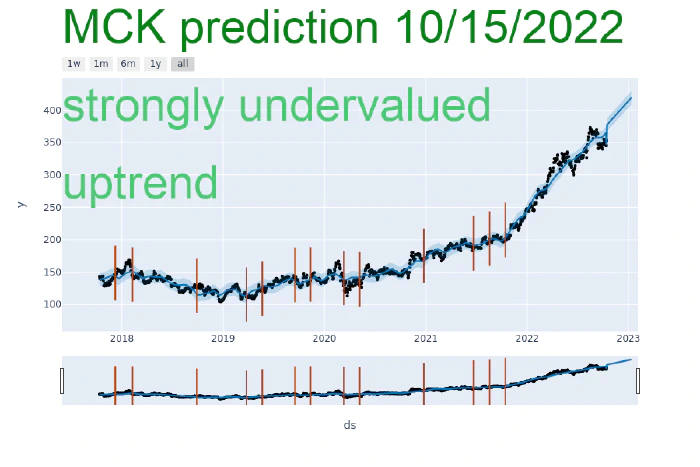 MCK prediction 10/15/2022
1w 1m 6m 1y all
strongly undervalued
uptrend
400
350
300
250
200
150
100
y
2018 2019 2020 2021 2022 2023
ds